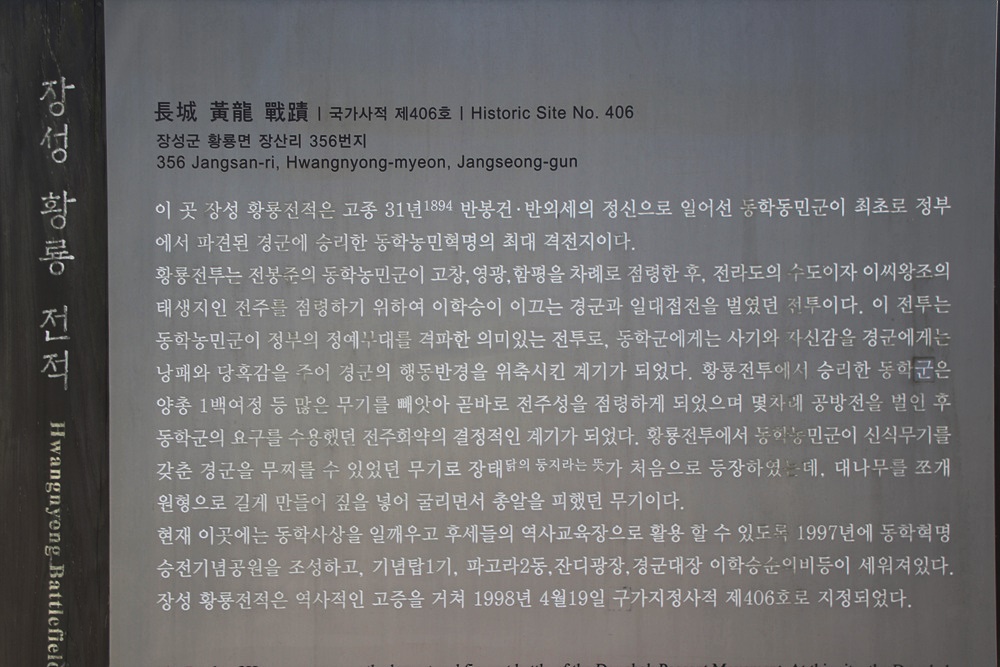 장성 황룡 전적
Hwangnyong Battlefield
長城 黃龍 戰蹟 | 국가사적 제406호 | Historic Site No. 406
장성군 황룡면 장산리 356번지
356 Jangsan-ri, Hwangnyong-myeon, Jangseong-gun
이 곳 장성 황룡전적은 고종 31년1894 반봉건·반외세의 정신으로 일어선 동학동민군이 최초로 정부
에서 파견된 경군에 승리한 동학농민혁명의 최대 격전지이다.
황룡전투는 전봉준의 동학농민군이 고창,영광,함평을 차례로 점령한 후, 전라도의 수도이자 이씨왕조의
태생지인 전주를 점령하기 위하여 이학승이 이끄는 경군과 일대접전을 벌였던 전투이다. 이 전투는
동학농민군이 정부의 정예부대를 격파한 의미있는 전투로, 동학군에게는 사기와 자신감을 경군에게는
낭패와 당혹감을 주어 경군의 행동반경을 위축시킨 계기가 되었다. 황룡전투에서 승리한 동학군은
양총 1백여정 등 많은 무기를 빼앗아 곧바로 전주성을 점령하게 되었으며 몇차례 공방전을 벌인 후
동학군의 요구를 수용했던 전주화약의 결정적인 계기가 되었다. 황룡전투에서 동학농민군이 신식무기를
갖춘 경군을 무찌를 수 있었던 무기로 장태닭의 둥지라는 뜻가 처음으로 등장하였는데, 대나무를 쪼개
원형으로 길게 만들어 짚을 넣어 굴리면서 총알을 피했던 무기이다.
현재 이곳에는 동학사상을 일깨우고 후세들의 역사교육장으로 활용 할 수 있도록 1997년에 동학혁명
승전기념공원을 조성하고, 기념탑1기, 파고라2동,잔디광장,경군대장 이학승순의비등이 세워져있다.
장성 황룡전적은 역사적인 고증을 거쳐 1998년 4월19일 국가지정사적 제406호로 지정되었다.